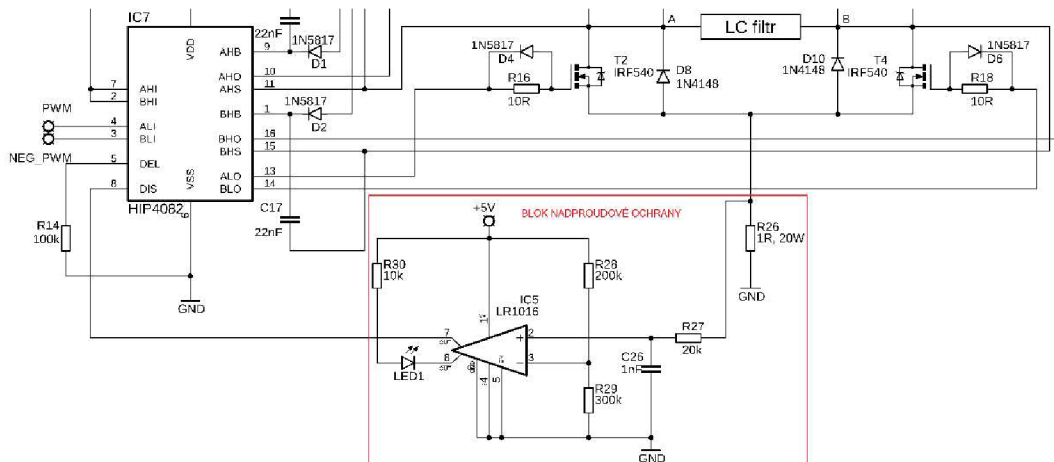 IC7
22nF
VDD
AHB
9
1N5817
D1
A
LC filtr
B
1N5817
D4
T2
IRF540
D8
1N4148
D10
1N4148
T4
IRF540
1N5817
D6
R16
10R
R18
10R
AHO
10
AHS
11
7
AHI
2
BHI
BHB
1
1N5817
D2
PWM
4
ALI
3
BLI
NEG_PWM
BHO
16
BHS
15
5
DEL
ALO
13
8
DIS
BLO
14
VSS
6
HIP4082
R14
100k
C17
22nF
GND
+5V
BLOK NADPROUDOVÉ OCHRANY
R26
1R, 20W
GND
R30
10k
R28
200k
IC5
LR1016
7
2
+
R27
20k
8
3
-
LED1
C26
1nF
4
5
R29
300k
GND